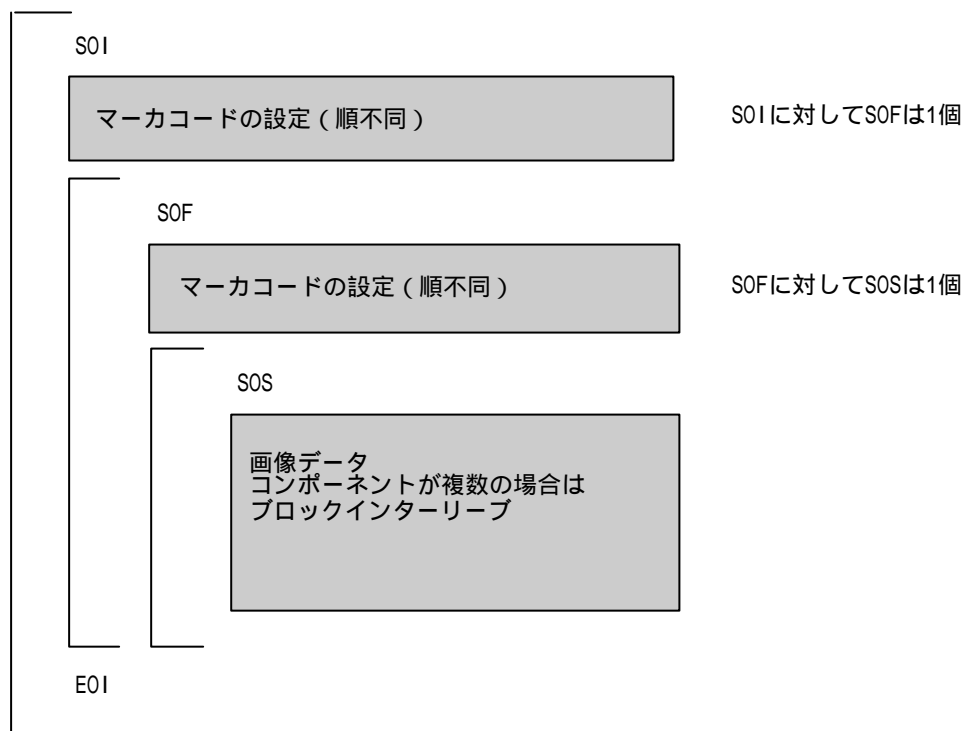 SOI
マーカコードの設定(順不同)
SOIに対してSOFは1個
SOF
マーカコードの設定(順不同)
SOFに対してSOSは1個
SOS
画像データ
コンポーネントが複数の場合は
ブロックインターリーブ
EOI